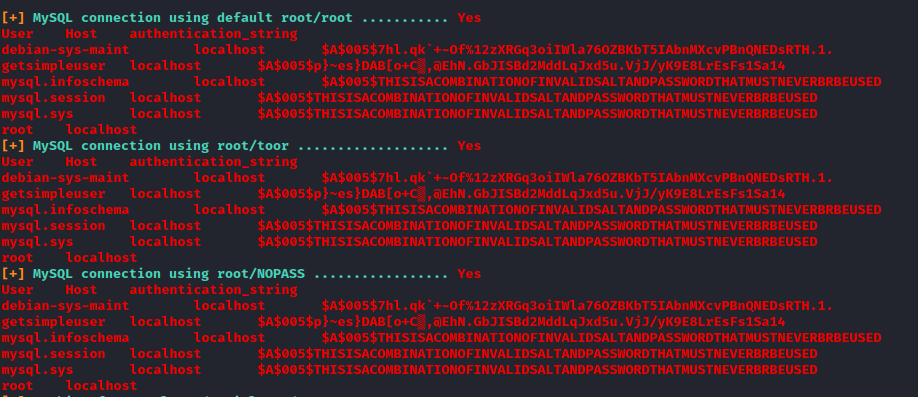 [+] MySQL connection using default root/root ........... Yes
User    Host    authentication_string
debian-sys-maint        localhost       $A$005$7hl.qk`+-Of%12zXRGq3oiIWla76OZBKbT5IAbnMXcvPBnQNEDsRTH.1.
getsimpleuser   localhost       $A$005$p}~es}DAB[o+C▒,@EhN.GbJISBd2MddLqJxd5u.VjJ/yK9E8LrEsFs1Sa14
mysql.infoschema        localhost       $A$005$THISISACOMBINATIONOFINVALIDSALTANDPASSWORDTHATMUSTNEVERBRBEUSED
mysql.session   localhost       $A$005$THISISACOMBINATIONOFINVALIDSALTANDPASSWORDTHATMUSTNEVERBRBEUSED
mysql.sys       localhost       $A$005$THISISACOMBINATIONOFINVALIDSALTANDPASSWORDTHATMUSTNEVERBRBEUSED
root    localhost
[+] MySQL connection using root/toor ................... Yes
User    Host    authentication_string
debian-sys-maint        localhost       $A$005$7hl.qk`+-Of%12zXRGq3oiIWla76OZBKbT5IAbnMXcvPBnQNEDsRTH.1.
getsimpleuser   localhost       $A$005$p}~es}DAB[o+C▒,@EhN.GbJISBd2MddLqJxd5u.VjJ/yK9E8LrEsFs1Sa14
mysql.infoschema        localhost       $A$005$THISISACOMBINATIONOFINVALIDSALTANDPASSWORDTHATMUSTNEVERBRBEUSED
mysql.session   localhost       $A$005$THISISACOMBINATIONOFINVALIDSALTANDPASSWORDTHATMUSTNEVERBRBEUSED
mysql.sys       localhost       $A$005$THISISACOMBINATIONOFINVALIDSALTANDPASSWORDTHATMUSTNEVERBRBEUSED
root    localhost
[+] MySQL connection using root/NOPASS ................. Yes
User    Host    authentication_string
debian-sys-maint        localhost       $A$005$7hl.qk`+-Of%12zXRGq3oiIWla76OZBKbT5IAbnMXcvPBnQNEDsRTH.1.
getsimpleuser   localhost       $A$005$p}~es}DAB[o+C▒,@EhN.GbJISBd2MddLqJxd5u.VjJ/yK9E8LrEsFs1Sa14
mysql.infoschema        localhost       $A$005$THISISACOMBINATIONOFINVALIDSALTANDPASSWORDTHATMUSTNEVERBRBEUSED
mysql.session   localhost       $A$005$THISISACOMBINATIONOFINVALIDSALTANDPASSWORDTHATMUSTNEVERBRBEUSED
mysql.sys       localhost       $A$005$THISISACOMBINATIONOFINVALIDSALTANDPASSWORDTHATMUSTNEVERBRBEUSED
root    localhost